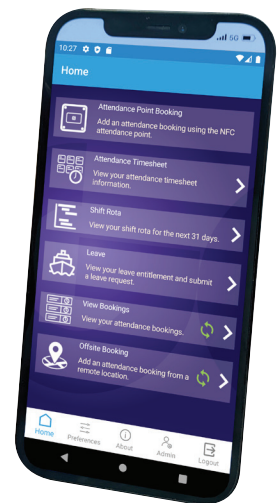 5G
10:27
Home
Attendance Point Booking
Add an attendance booking using the NFC
attendance point.
Attendance Timesheet
View your attendance timesheet
information.
Shift Rota
View your shift rota for the next 31 days.
Leave
View your leave entitlement and submit
a leave request.
View Bookings
View your attendance bookings.
Offsite Booking
Add an attendance booking from a
remote location.
Home Preferences About Admin Logout